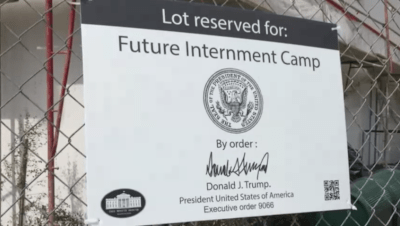 Lot reserved for:
Future Internment Camp
By order :
Donald J. Trump.
President United States of America
Executive order 9066